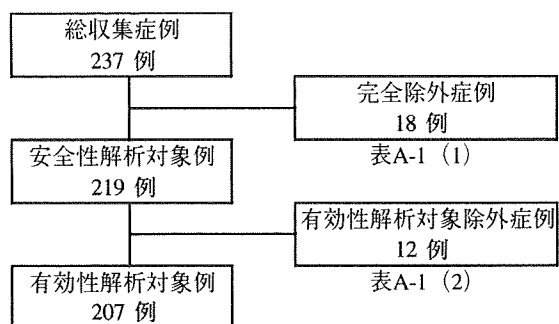 総収集症例
237 例
完全除外症例
18 例
表A-1 (1)
安全性解析対象例
219 例
有効性解析対象除外症例
12 例
表A-1 (2)
有効性解析対象例
207 例